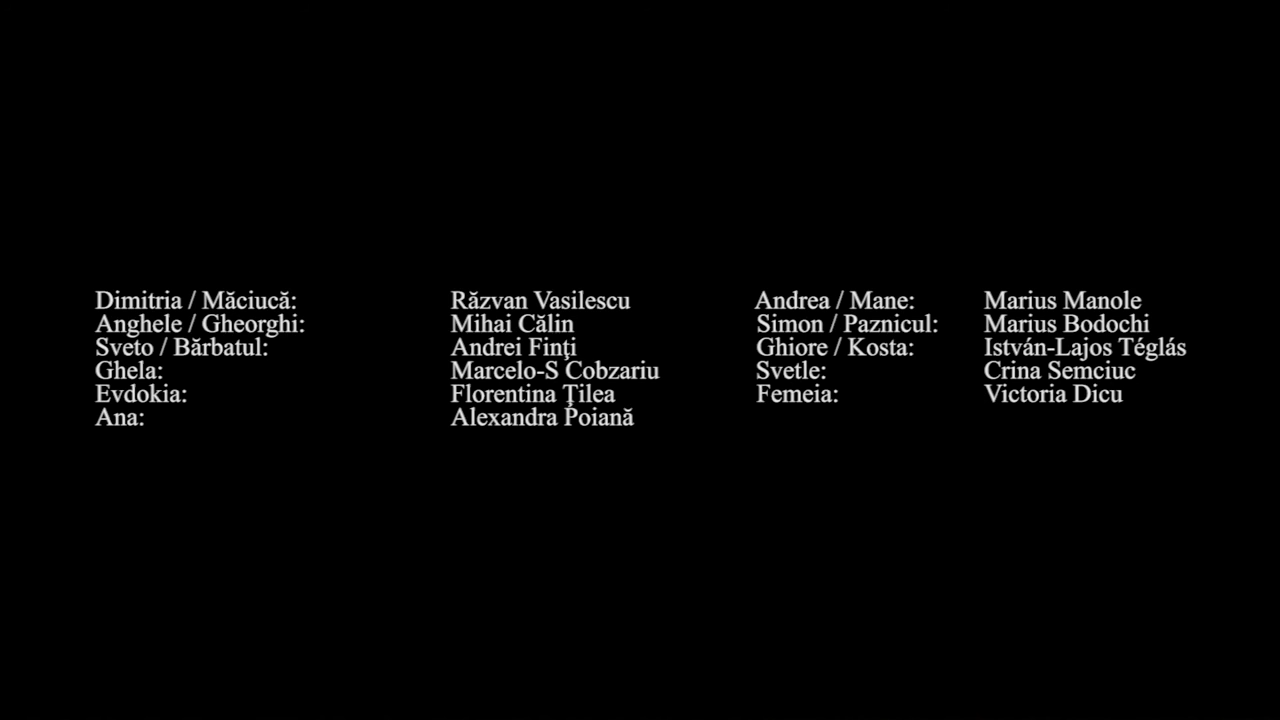 Dimitria / Măciucă: Răzvan Vasilescu
Anghele / Gheorghi: Mihai Călin
Sveto / Bărbatul: Andrei Finţi
Ghela: Marcelo-S Cobzariu
Evdokia: Florentina Ţilea
Ana: Alexandra Poiană
Andrea / Mane: Marius Manole
Simon / Paznicul: Marius Bodochi
Ghiore / Kosta: István-Lajos Téglás
Svetle: Crina Semciuc
Femeia: Victoria Dicu